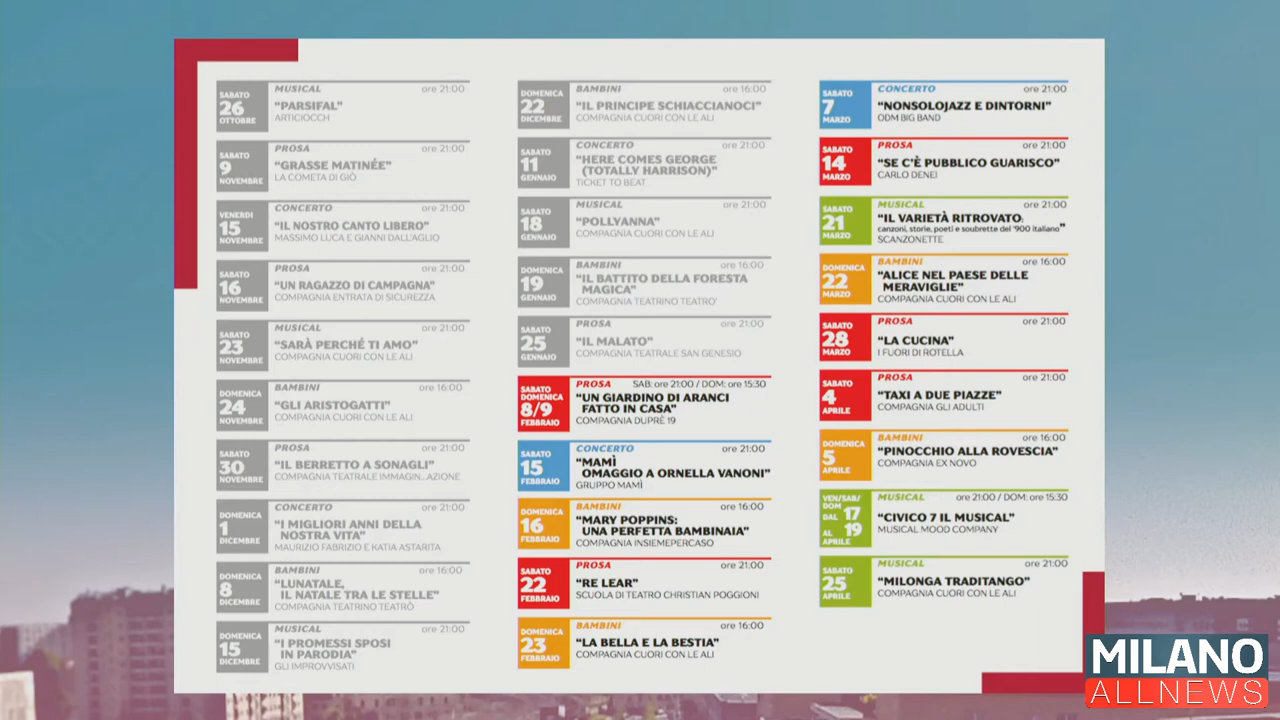 SABATO
26
OTTOBRE
MUSICAL ore 21:00
“PARSIFAL”
ARTICIOCCH
SABATO
9
NOVEMBRE
PROSA ore 21:00
“GRASSE MATINÉE”
LA COMETA DI GIÒ
VENERDI
15
NOVEMBRE
CONCERTO ore 21:00
“IL NOSTRO CANTO LIBERO”
MASSIMO LUCA E GIANNI DALL'AGLIO
SABATO
16
NOVEMBRE
PROSA ore 21:00
“UN RAGAZZO DI CAMPAGNA”
COMPAGNIA ENTRATA DI SICUREZZA
SABATO
23
NOVEMBRE
MUSICAL ore 21:00
“SARÀ PERCHÉ TI AMO”
COMPAGNIA CUORI CON LE ALI
DOMENICA
24
NOVEMBRE
BAMBINI ore 16:00
“GLI ARISTOGATTI”
COMPAGNIA CUORI CON LE ALI
SABATO
30
NOVEMBRE
PROSA ore 21:00
“IL BERRETTO A SONAGLI”
COMPAGNIA TEATRALE IMMAGIN...AZIONE
DOMENICA
1
DICEMBRE
CONCERTO ore 21:00
“I MIGLIORI ANNI DELLA
NOSTRA VITA”
MAURIZIO FABRIZIO E KATIA ASTARITA
DOMENICA
8
DICEMBRE
BAMBINI ore 16:00
“LUNATALE,
IL NATALE TRA LE STELLE”
COMPAGNIA TEATRINO TEATRÒ
DOMENICA
15
DICEMBRE
MUSICAL ore 21:00
“I PROMESSI SPOSI
IN PARODIA”
GLI IMPROVVISATI
DOMENICA
22
DICEMBRE
BAMBINI ore 16:00
“IL PRINCIPE SCHIACCIANOCI”
COMPAGNIA CUORI CON LE ALI
SABATO
11
GENNAIO
CONCERTO ore 21:00
“HERE COMES GEORGE
(TOTALLY HARRISON)”
TICKET TO BEAT
SABATO
18
GENNAIO
MUSICAL ore 21:00
“POLLYANNA”
COMPAGNIA CUORI CON LE ALI
DOMENICA
19
GENNAIO
BAMBINI ore 16:00
“IL BATTITO DELLA FORESTA
MAGICA”
COMPAGNIA TEATRINO TEATRO'
SABATO
25
GENNAIO
PROSA ore 21:00
“IL MALATO”
COMPAGNIA TEATRALE SAN GENESIO
SABATO
DOMENICA
8/9
FEBBRAIO
PROSA SAB: ore 21:00 / DOM: ore 15:30
“UN GIARDINO DI ARANCI
FATTO IN CASA”
COMPAGNIA DUPRÈ 19
SABATO
15
FEBBRAIO
CONCERTO ore 21:00
“MAMÌ
OMAGGIO A ORNELLA VANONI”
GRUPPO MAMÌ
DOMENICA
16
FEBBRAIO
BAMBINI ore 16:00
“MARY POPPINS:
UNA PERFETTA BAMBINAIA”
COMPAGNIA INSIEMEPERCASO
SABATO
22
FEBBRAIO
PROSA ore 21:00
“RE LEAR”
SCUOLA DI TEATRO CHRISTIAN POGGIONI
DOMENICA
23
FEBBRAIO
BAMBINI ore 16:00
“LA BELLA E LA BESTIA”
COMPAGNIA CUORI CON LE ALI
SABATO
7
MARZO
CONCERTO ore 21:00
“NONSOLOJAZZ E DINTORNI”
ODM BIG BAND
SABATO
14
MARZO
PROSA ore 21:00
“SE C'È PUBBLICO GUARISCO”
CARLO DENEI
SABATO
21
MARZO
MUSICAL ore 21:00
“IL VARIETÀ RITROVATO:
canzoni, storie, poeti e soubrette del '900 italiano”
SCANZONETTE
DOMENICA
22
MARZO
BAMBINI ore 16:00
“ALICE NEL PAESE DELLE
MERAVIGLIE”
COMPAGNIA CUORI CON LE ALI
SABATO
28
MARZO
PROSA ore 21:00
“LA CUCINA”
I FUORI DI ROTELLA
SABATO
4
APRILE
PROSA ore 21:00
“TAXI A DUE PIAZZE”
COMPAGNIA GLI ADULTI
DOMENICA
5
APRILE
BAMBINI ore 16:00
“PINOCCHIO ALLA ROVESCIA”
COMPAGNIA EX NOVO
VEN/SAB/
DOM
DAL 17
AL 19
APRILE
MUSICAL ore 21:00 / DOM: ore 15:30
“CIVICO 7 IL MUSICAL”
MUSICAL MOOD COMPANY
SABATO
25
APRILE
MUSICAL ore 21:00
“MILONGA TRADITANGO”
COMPAGNIA CUORI CON LE ALI
MILANO
ALLNEWS